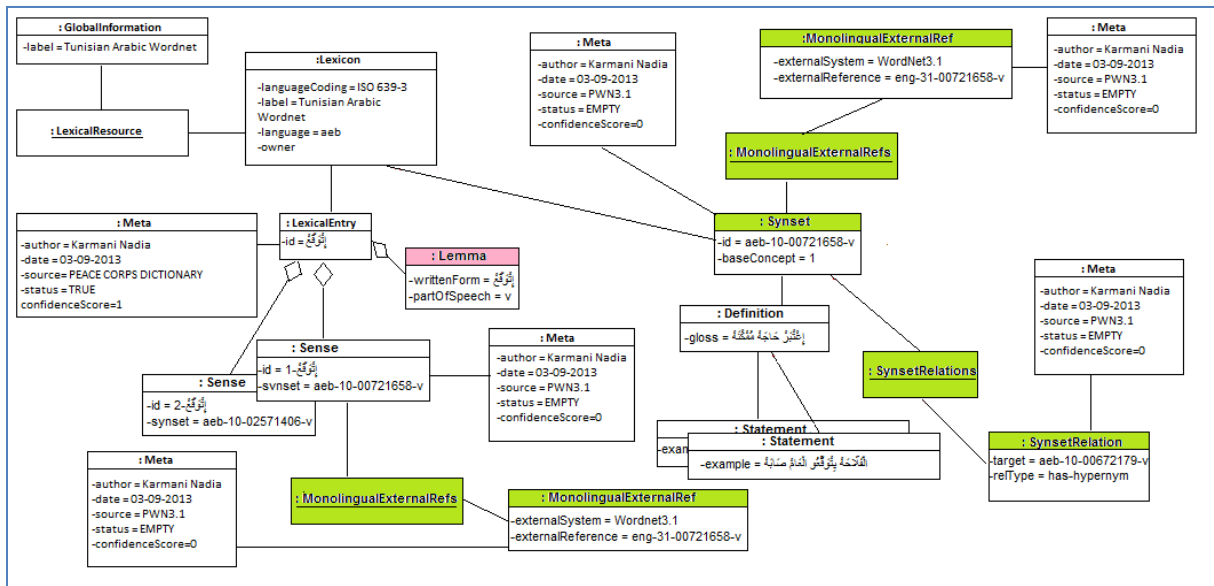 : GlobalInformation
-label = Tunisian Arabic Wordnet
: LexicalResource
:Lexicon
-languageCoding = ISO 639-3
-label = Tunisian Arabic
Wordnet
-language = aeb
-owner
: Meta
-author = Karmani Nadia
-date = 03-09-2013
-source = PWN3.1
-status = EMPTY
-confidenceScore=0
:MonolingualExternalRef
-externalSystem = WordNet3.1
-externalReference = eng-31-00721658-v
: Meta
-author = Karmani Nadia
-date = 03-09-2013
-source = PWN3.1
-status = EMPTY
-confidenceScore=0
: MonolingualExternalRefs
: Meta
-author = Karmani Nadia
-date = 03-09-2013
-source= PEACE CORPS DICTIONARY
-status = TRUE
confidenceScore=1
: LexicalEntry
-id = إِتْوَقَّعْ
: Lemma
-writtenForm = إِتْوَقَّعْ
-partOfSpeech = v
: Synset
-id = aeb-10-00721658-v
-baseConcept = 1
: Definition
-gloss = إِعْتْبَرْ حَاجَةْ مُمْكْنَةْ
: Meta
-author = Karmani Nadia
-date = 03-09-2013
-source = PWN3.1
-status = EMPTY
-confidenceScore=0
: Sense
-id = إِتْوَقَّعْ-1
-synset = aeb-10-00721658-v
: Sense
-id = إِتْوَقَّعْ-2
-synset = aeb-10-02571406-v
: Meta
-author = Karmani Nadia
-date = 03-09-2013
-source = PWN3.1
-status = EMPTY
-confidenceScore=0
: SynsetRelations
: Statement
-exam
: Statement
-example = الْفْلَاحَةْ يِتْوَقّْعُو الْعَامْ صَابَةْ
: SynsetRelation
-target = aeb-10-00672179-v
-relType = has-hypernym
: Meta
-author = Karmani Nadia
-date = 03-09-2013
-source = PWN3.1
-status = EMPTY
-confidenceScore=0
:MonolingualExternalRefs
: MonolingualExternalRef
-externalSystem = Wordnet3.1
-externalReference = eng-31-00721658-v